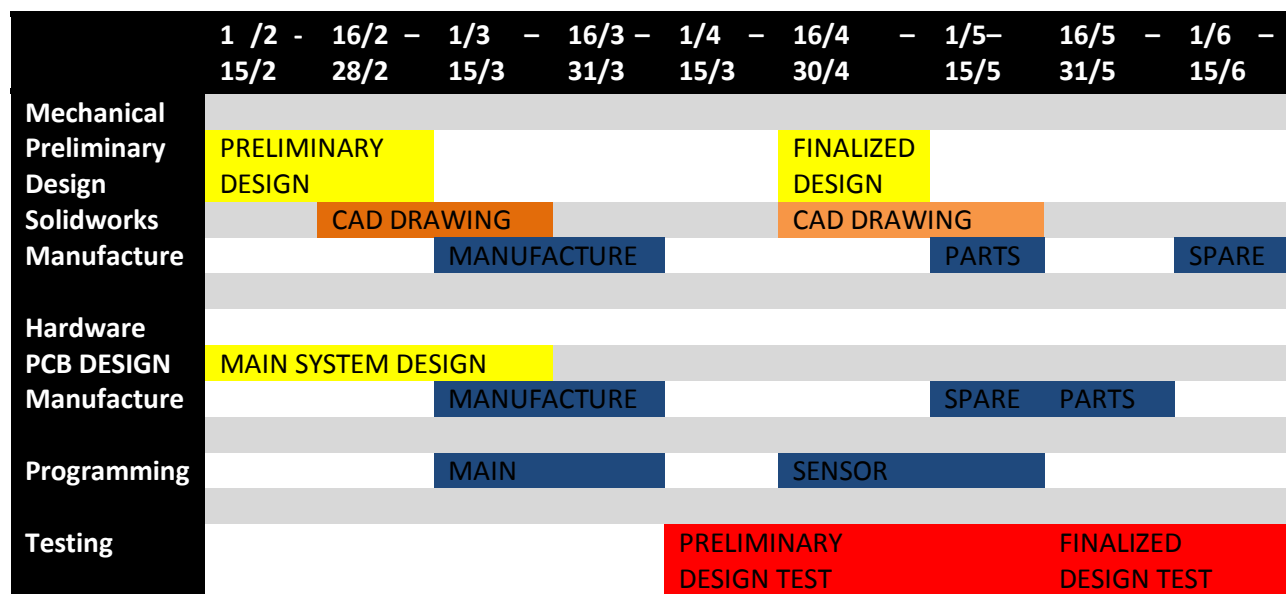 1 /2 - 16/2 – 1/3 – 16/3 – 1/4 – 16/4 – 1/5– 16/5 – 1/6 –
15/2 28/2 15/3 31/3 15/3 30/4 15/5 31/5 15/6
Mechanical
Preliminary PRELIMINARY FINALIZED
Design DESIGN DESIGN
Solidworks CAD DRAWING CAD DRAWING
Manufacture MANUFACTURE PARTS SPARE
Hardware
PCB DESIGN MAIN SYSTEM DESIGN
Manufacture MANUFACTURE SPARE PARTS
Programming MAIN SENSOR
Testing PRELIMINARY FINALIZED
DESIGN TEST DESIGN TEST